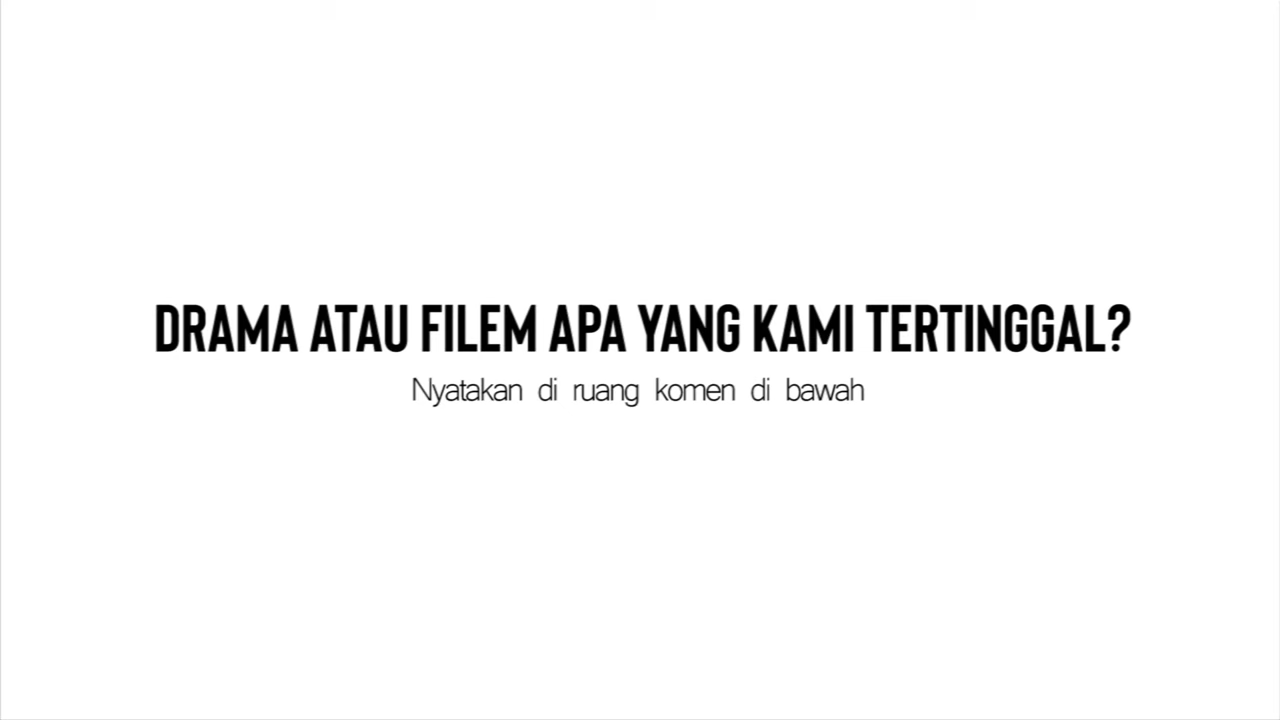 DRAMA ATAU FILEM APA YANG KAMI TERTINGGAL?
Nyatakan di ruang komen di bawah